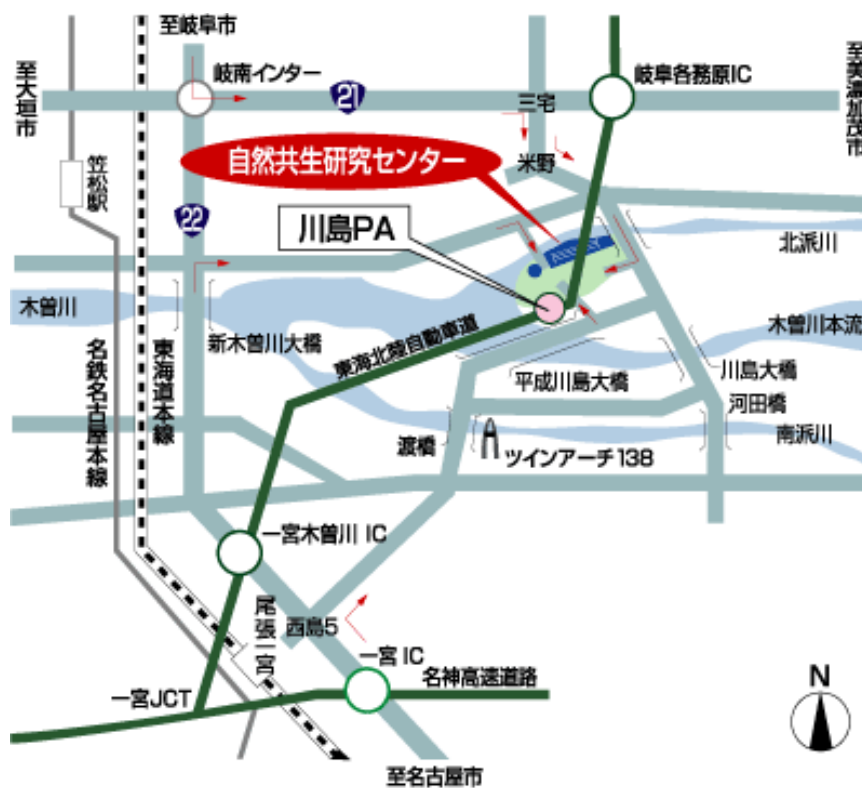 至岐阜市
岐南インター
岐阜各務原IC
至大垣市
至美濃加茂市
21
三宅
自然共生研究センター
米野
笠松駅
22
川島PA
北派川
木曽川
新木曽川大橋
東海北陸自動車道
木曽川本流
名鉄名古屋本線
東海道本線
川島大橋
平成川島大橋
河田橋
渡橋
ツインアーチ138
南派川
一宮木曽川 IC
尾張一宮
西島5
一宮 IC
名神高速道路
一宮JCT
N
至名古屋市